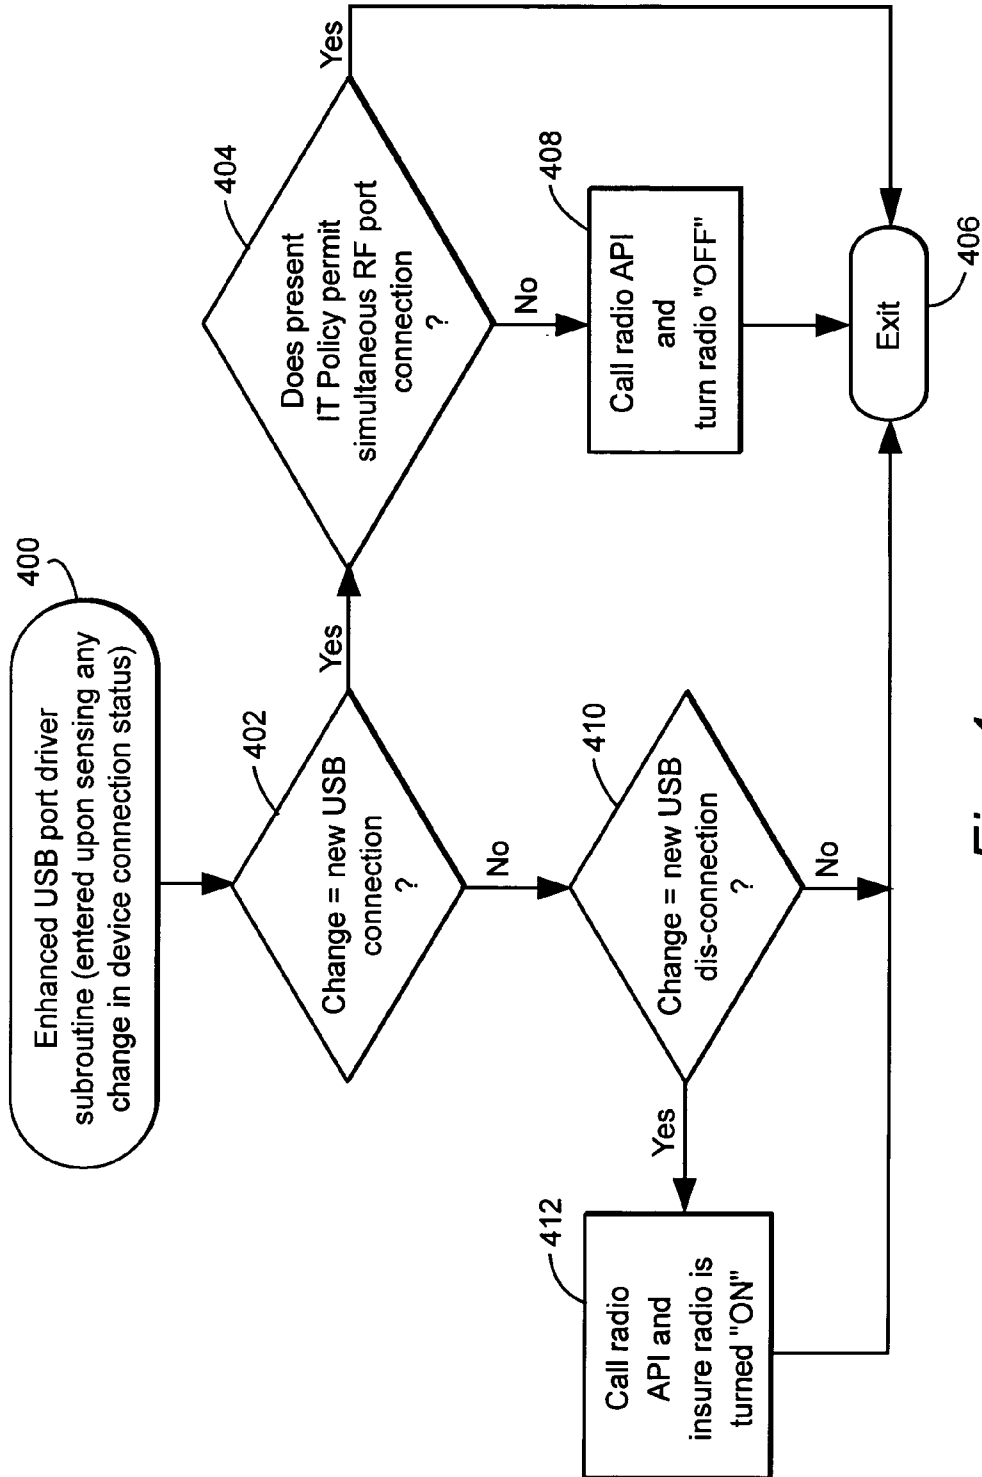 Enhanced USB port driver
subroutine (entered upon sensing any
change in device connection status)
400
Change = new USB
connection
?
402
Yes
No
Does present
IT Policy permit
simultaneous RF port
connection
?
404
Yes
No
Call radio API
and
turn radio "OFF"
408
Change = new USB
dis-connection
?
410
Yes
No
Call radio
API and
insure radio is
turned "ON"
412
Exit
406